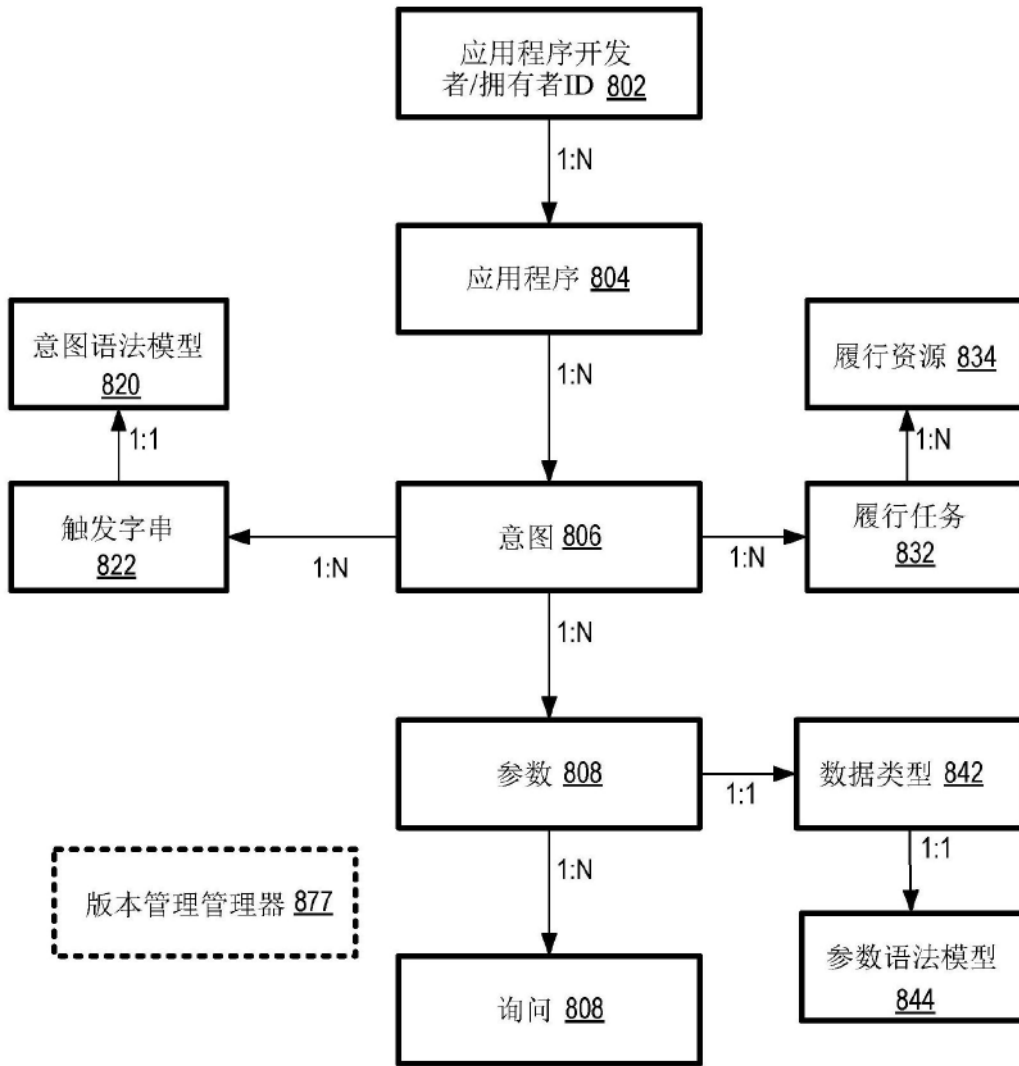 应用程序开发
者/拥有者ID 802
1:N
应用程序 804
1:N
意图语法模型
820
履行资源 834
1:1
1:N
触发字串
822
意图 806
履行任务
832
1:N
1:N
1:N
参数 808
数据类型 842
1:1
1:N
1:1
版本管理管理器 877
询问 808
参数语法模型
844